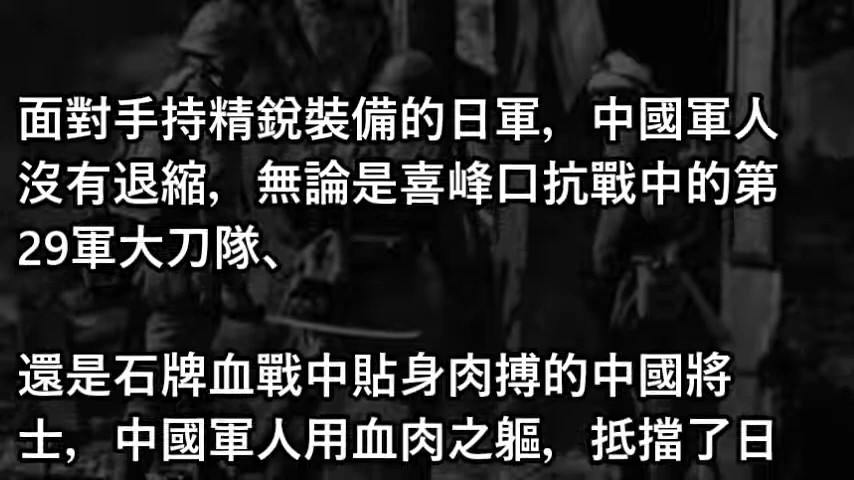 面對手持精銳裝備的日軍，中國軍人
沒有退縮，無論是喜峰口抗戰中的第
29軍大刀隊、
還是石牌血戰中貼身肉搏的中國將
士，中國軍人用血肉之軀，抵擋了日